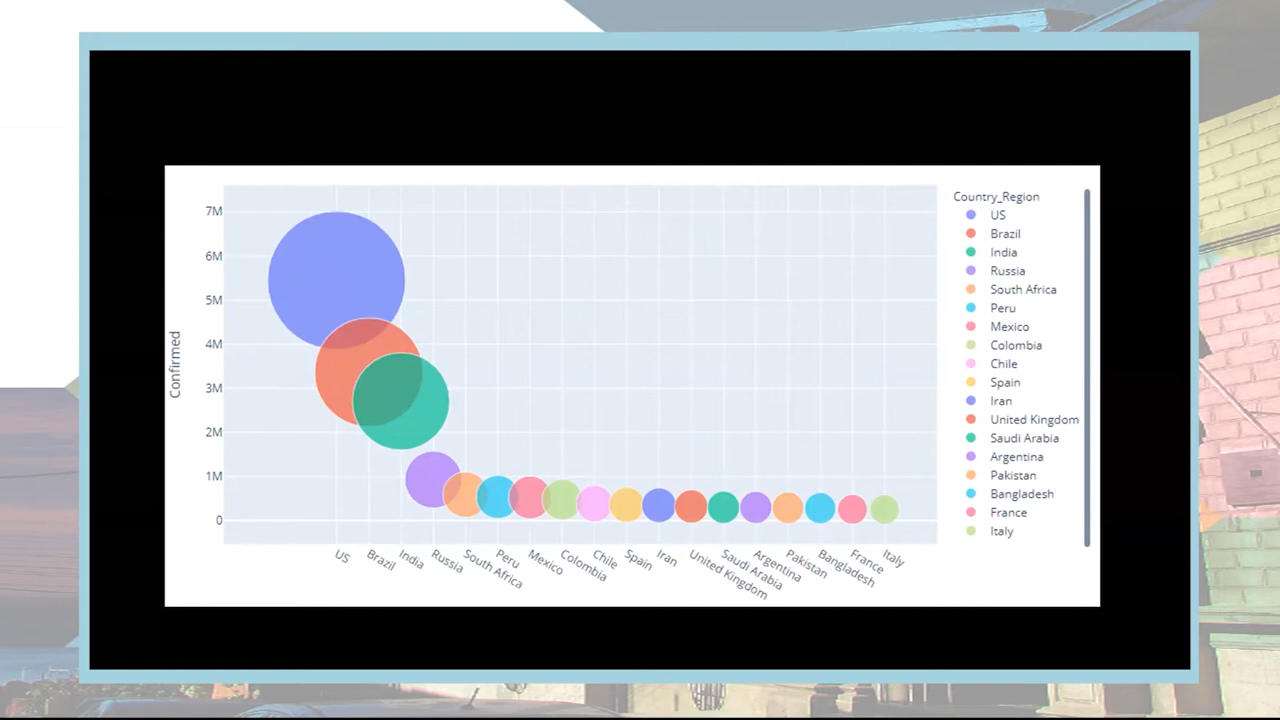 Country_Region
7M
6M
5M
4M
3M
2M
1M
0
Confirmed
US
Brazil
India
Russia
South Africa
Peru
Mexico
Colombia
Chile
Spain
Iran
United Kingdom
Saudi Arabia
Argentina
Pakistan
Bangladesh
France
Italy
US
Brazil
India
Russia
South Africa
Peru
Mexico
Colombia
Chile
Spain
Iran
United Kingdom
Saudi Arabia
Argentina
Pakistan
Bangladesh
France
Italy